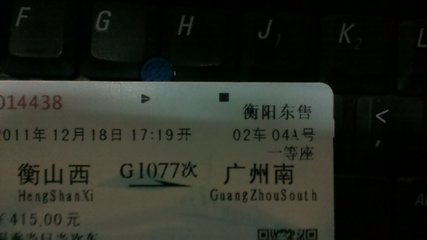 F G H J K L
014438
衡阳东售
2011年12月18日 17:19开 02车 04A号
一等座
衡山西 G1077次 广州南
HengShanXi GuangZhouSouth
¥415.00元
<
,